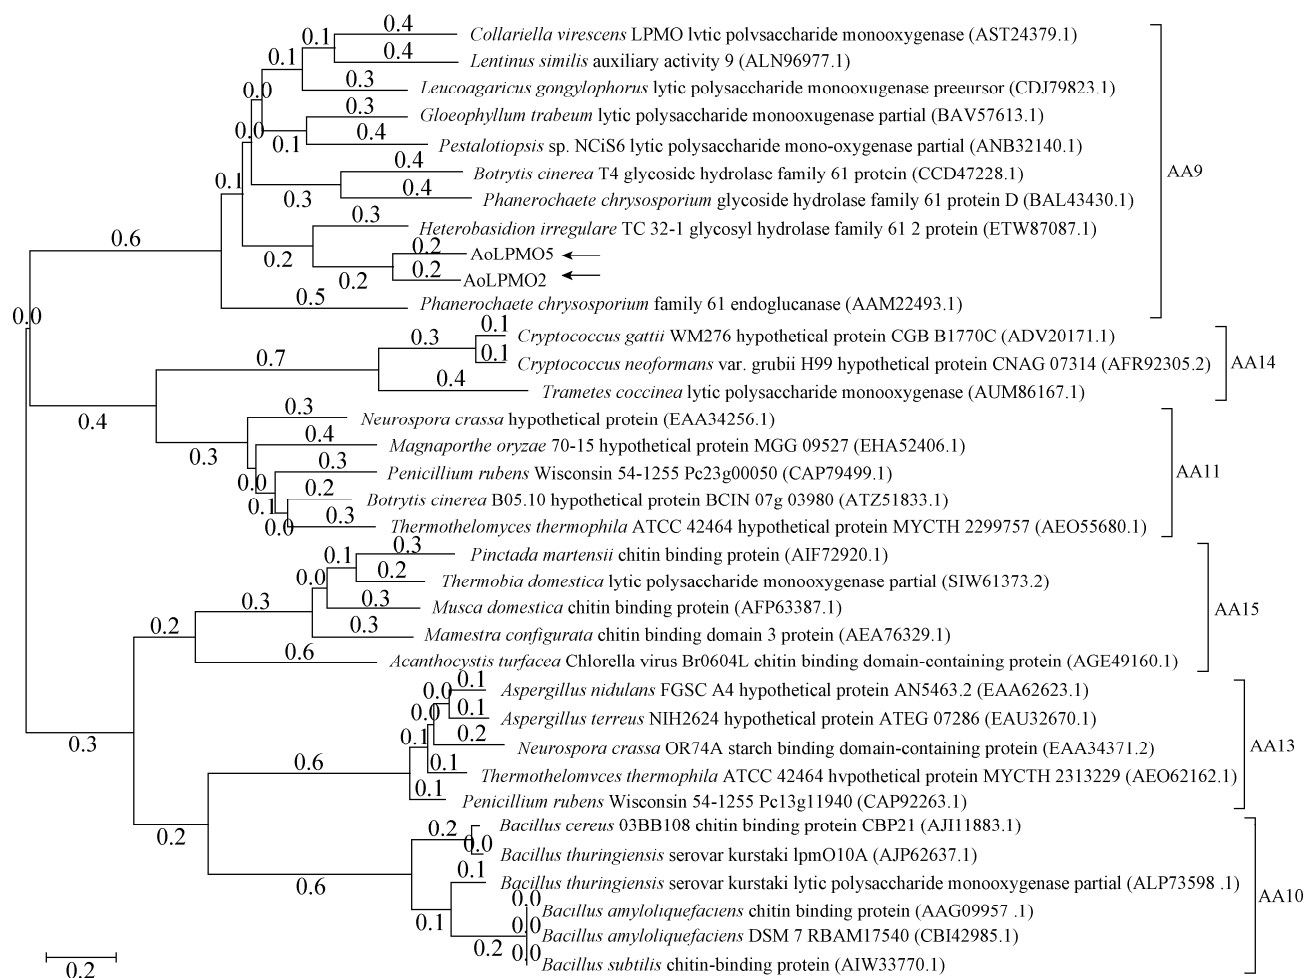 0.4
Collariella virescens LPMO lvtic polvsaccharide monooxygenase (AST24379.1)
0.1
0.4
Lentinus similis auxiliary activity 9 (ALN96977.1)
0.1
0.3
Leucoagaricus gongylophorus lytic polysaccharide monooxugenase preeursor (CDJ79823.1)
0.0
0.3
Gloeophyllum trabeum lytic polysaccharide monooxugenase partial (BAV57613.1)
0.0
0.1
0.4
Pestalotiopsis sp. NCiS6 lytic polysaccharide mono-oxygenase partial (ANB32140.1)
0.4
Botrytis cinerea T4 glycoside hydrolase family 61 protein (CCD47228.1)
AA9
0.1
0.3
0.4
Phanerochaete chrysosporium glycoside hydrolase family 61 protein D (BAL43430.1)
0.3
Heterobasidion irregulare TC 32-1 glycosyl hydrolase family 61 2 protein (ETW87087.1)
0.6
0.2
0.2
AoLPMO5
0.2
0.2
AoLPMO2
0.5
Phanerochaete chrysosporium family 61 endoglucanase (AAM22493.1)
0.0
0.1
Cryptococcus gattii WM276 hypothetical protein CGB B1770C (ADV20171.1)
0.3
0.7
0.1
Cryptococcus neoformans var. grubii H99 hypothetical protein CNAG 07314 (AFR92305.2)
AA14
0.4
Trametes coccinea lytic polysaccharide monooxygenase (AUM86167.1)
0.4
0.3
Neurospora crassa hypothetical protein (EAA34256.1)
0.3
0.4
Magnaporthe oryzae 70-15 hypothetical protein MGG 09527 (EHA52406.1)
0.0
0.3
Penicillium rubens Wisconsin 54-1255 Pc23g00050 (CAP79499.1)
AA11
0.1
0.2
Botrytis cinerea B05.10 hypothetical protein BCIN 07g 03980 (ATZ51833.1)
0.0
0.3
Thermothelomyces thermophila ATCC 42464 hypothetical protein MYCTH 2299757 (AEO55680.1)
0.1
0.3
Pinctada martensii chitin binding protein (AIF72920.1)
0.0
0.2
Thermobia domestica lytic polysaccharide monooxygenase partial (SIW61373.2)
0.3
0.3
Musca domestica chitin binding protein (AFP63387.1)
AA15
0.2
0.3
Mamestra configurata chitin binding domain 3 protein (AEA76329.1)
0.6
Acanthocystis turfacea Chlorella virus Br0604L chitin binding domain-containing protein (AGE49160.1)
0.0
0.1
Aspergillus nidulans FGSC A4 hypothetical protein AN5463.2 (EAA62623.1)
0.0
0.1
Aspergillus terreus NIH2624 hypothetical protein ATEG 07286 (EAU32670.1)
0.3
0.1
0.2
Neurospora crassa OR74A starch binding domain-containing protein (EAA34371.2)
AA13
0.6
0.1
Thermothelomvces thermophila ATCC 42464 hvpothetical protein MYCTH 2313229 (AEO62162.1)
0.1
Penicillium rubens Wisconsin 54-1255 Pc13g11940 (CAP92263.1)
0.2
0.2
Bacillus cereus 03BB108 chitin binding protein CBP21 (AJI11883.1)
0.0
Bacillus thuringiensis serovar kurstaki lpmO10A (AJP62637.1)
0.6
0.1
Bacillus thuringiensis serovar kurstaki lytic polysaccharide monooxygenase partial (ALP73598 .1)
AA10
0.1
0.0
Bacillus amyloliquefaciens chitin binding protein (AAG09957 .1)
0.0
Bacillus amyloliquefaciens DSM 7 RBAM17540 (CBI42985.1)
0.2
0.0
Bacillus subtilis chitin-binding protein (AIW33770.1)
0.2